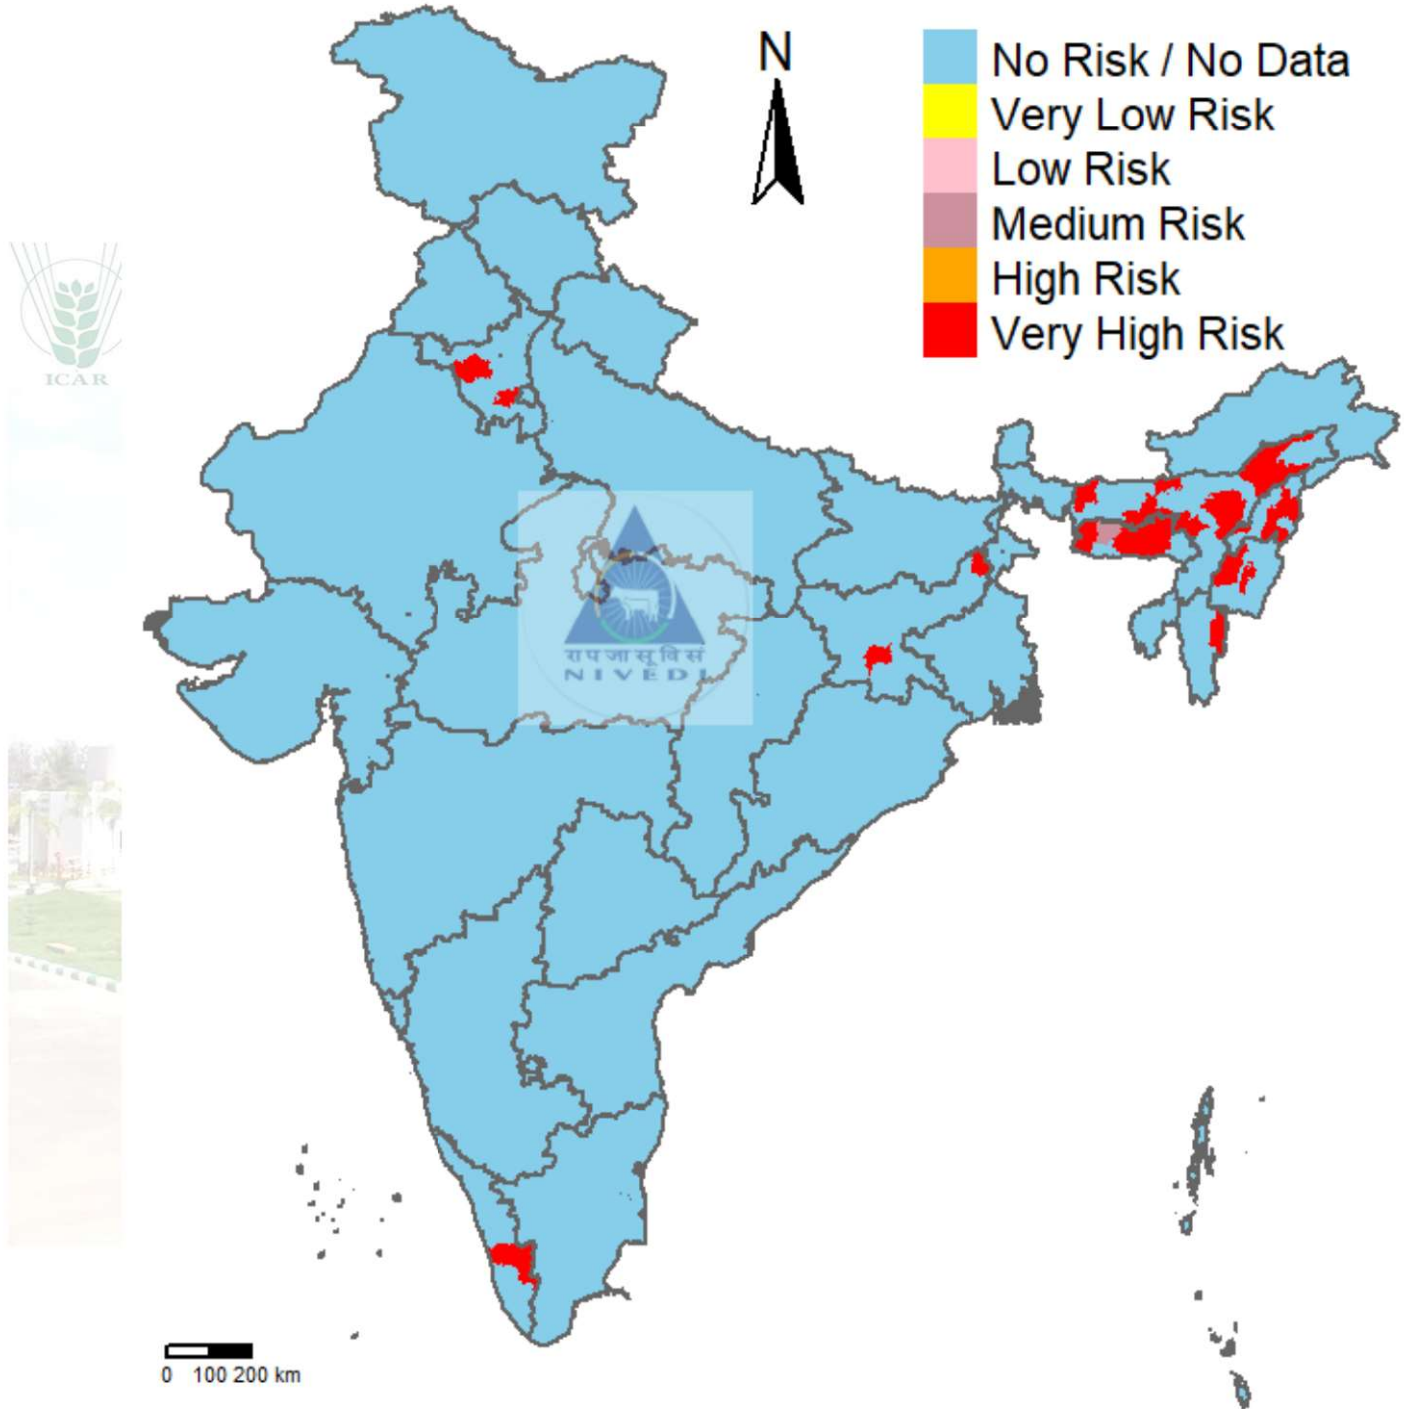 N
No Risk / No Data
Very Low Risk
Low Risk
Medium Risk
High Risk
Very High Risk
ICAR
राप जा सू वि सं
NIVEDI
0 100 200 km